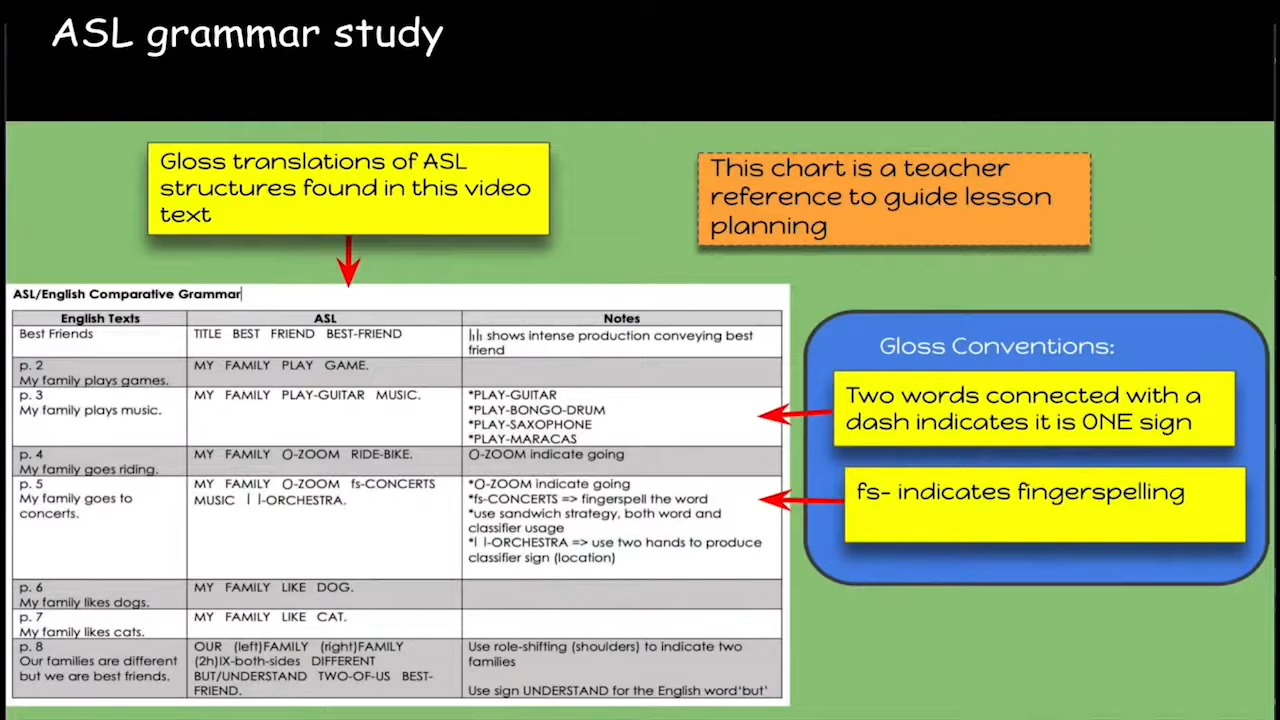 ASL grammar study
Gloss translations of ASL
structures found in this video
text
This chart is a teacher
reference to guide lesson
planning
ASL/English Comparative Grammar
English Texts
ASL
Notes
Best Friends
TITLE BEST FRIEND BEST-FRIEND
shows intense production conveying best
friend
p. 2
My family plays games.
MY FAMILY PLAY GAME.
p. 3
My family plays music.
MY FAMILY PLAY-GUITAR MUSIC.
*PLAY-GUITAR
*PLAY-BONGO-DRUM
*PLAY-SAXOPHONE
*PLAY-MARACAS
p. 4
My family goes riding.
MY FAMILY O-ZOOM RIDE-BIKE.
O-ZOOM indicate going
p. 5
My family goes to
concerts.
MY FAMILY O-ZOOM fs-CONCERTS
MUSIC | |-ORCHESTRA.
*O-ZOOM indicate going
*fs-CONCERTS => fingerspell the word
*use sandwich strategy, both word and
classifier usage
*| |-ORCHESTRA => use two hands to produce
classifier sign (location)
p. 6
My family likes dogs.
MY FAMILY LIKE DOG.
p. 7
My family likes cats.
MY FAMILY LIKE CAT.
p. 8
Our families are different
but we are best friends.
OUR (left)FAMILY (right)FAMILY
(2h)IX-both-sides DIFFERENT
BUT/UNDERSTAND TWO-OF-US BEST-
FRIEND.
Use role-shifting (shoulders) to indicate two
families
Use sign UNDERSTAND for the English word'but'
Gloss Conventions:
Two words connected with a
dash indicates it is ONE sign
fs- indicates fingerspelling